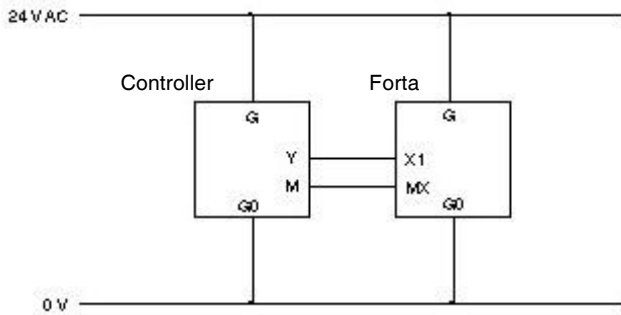 24 V AC
Controller Forta
G G
Y X1
M MX
G0 G0
0 V